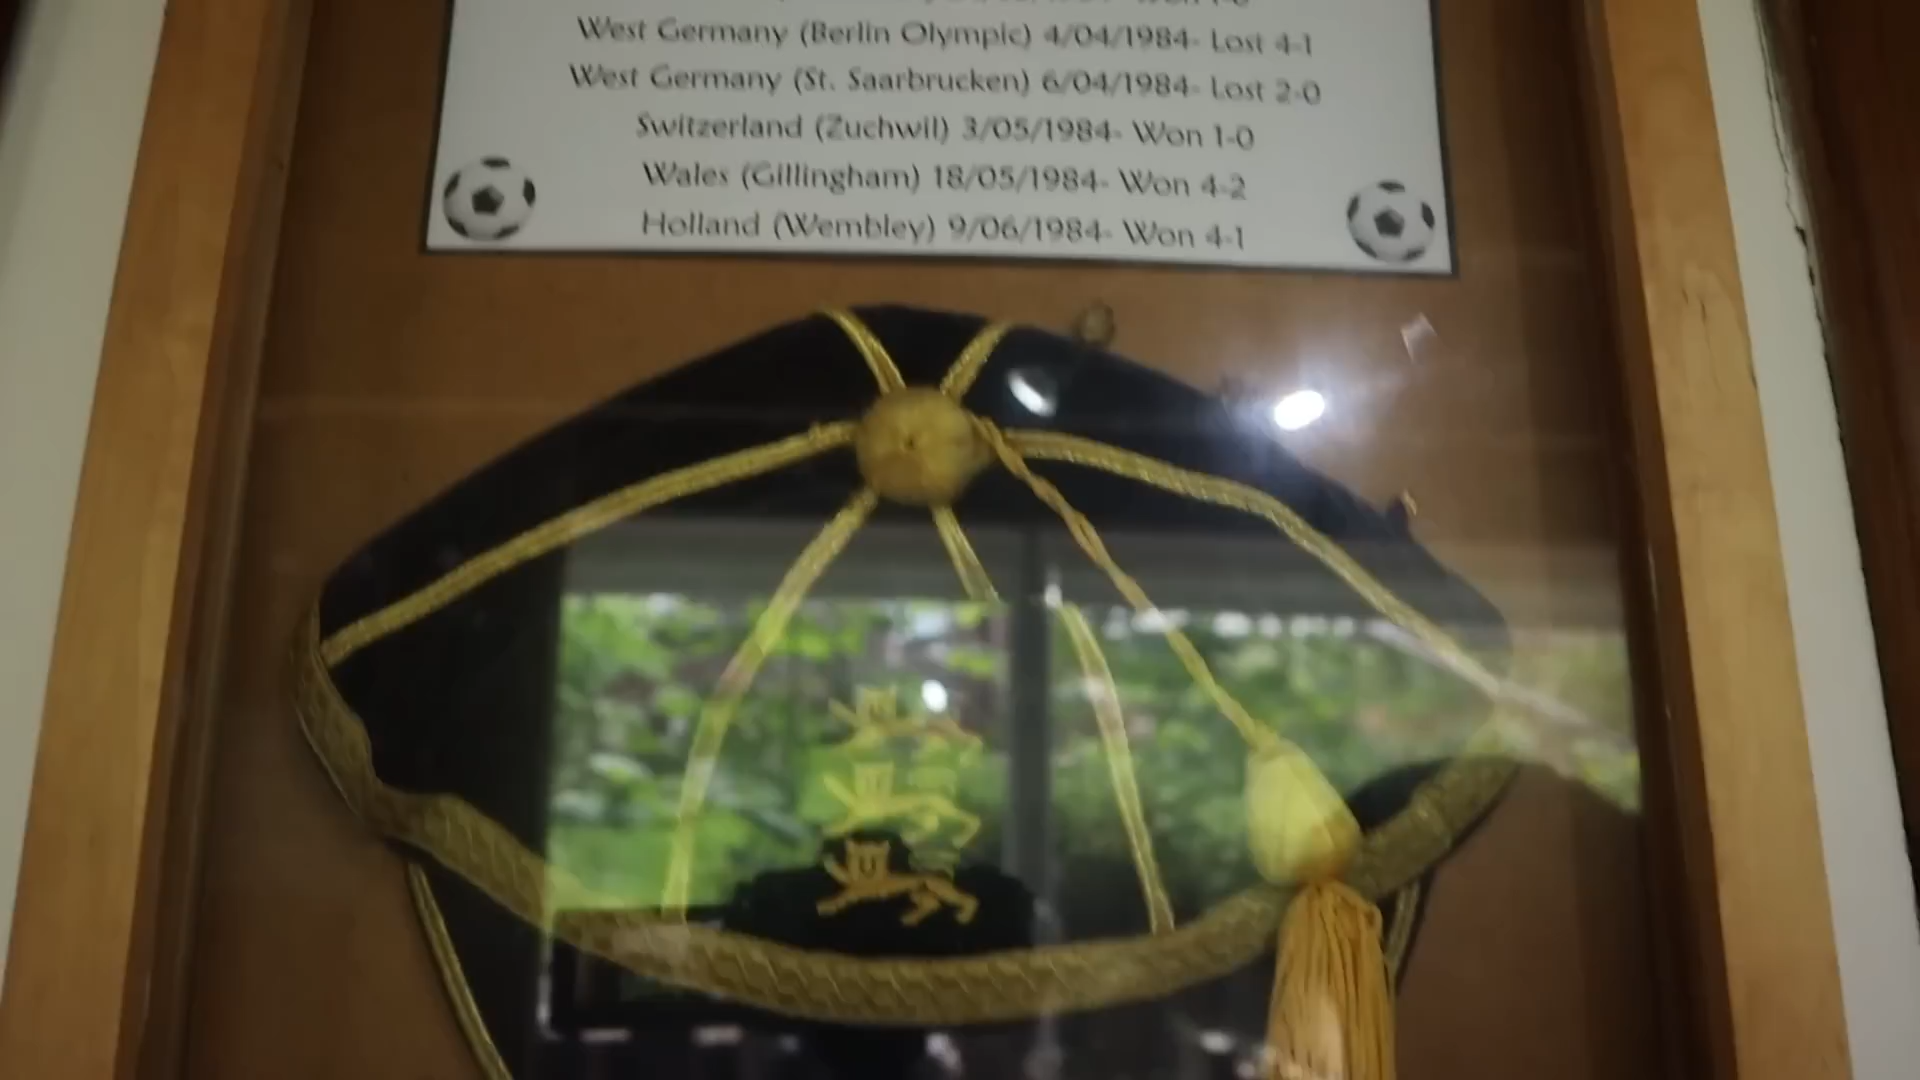 West Germany (Berlin Olympic) 4/04/1984- Lost 4-1
West Germany (St. Saarbrucken) 6/04/1984- Lost 2-0
Switzerland (Zuchwil) 3/05/1984- Won 1-0
Wales (Gillingham) 18/05/1984- Won 4-2
Holland (Wembley) 9/06/1984- Won 4-1